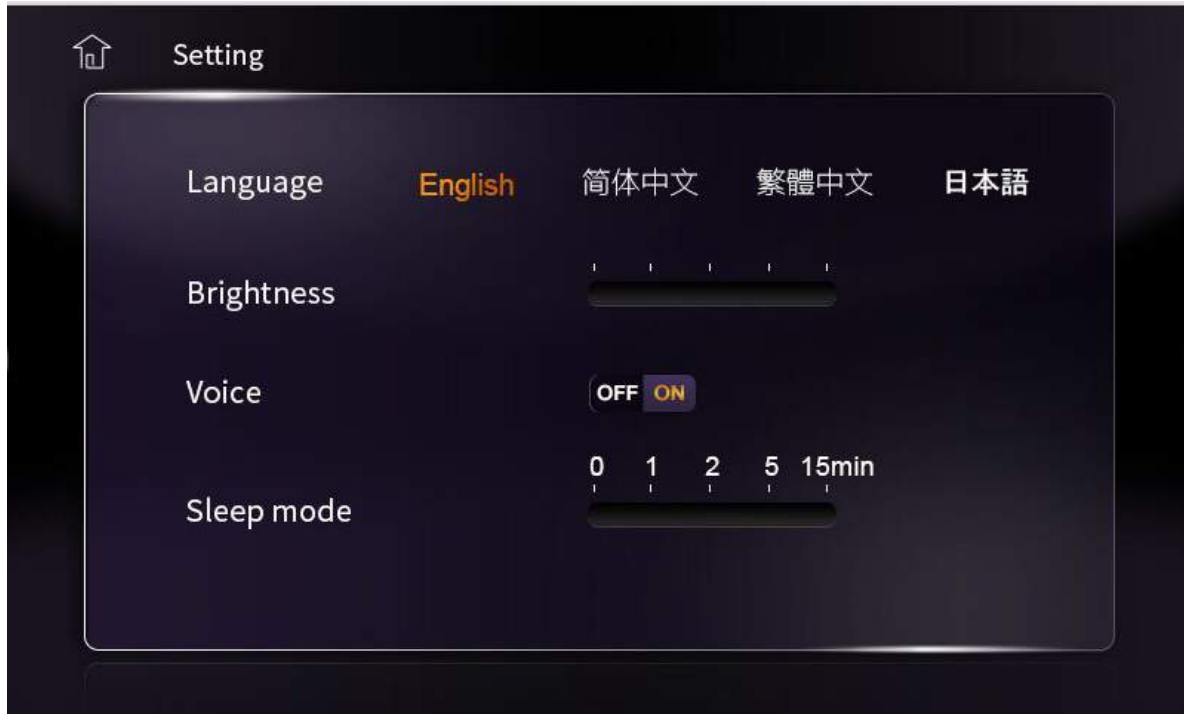 Setting
Language English 简体中文 繁體中文 日本語
Brightness
Voice OFF ON
0 1 2 5 15min
Sleep mode